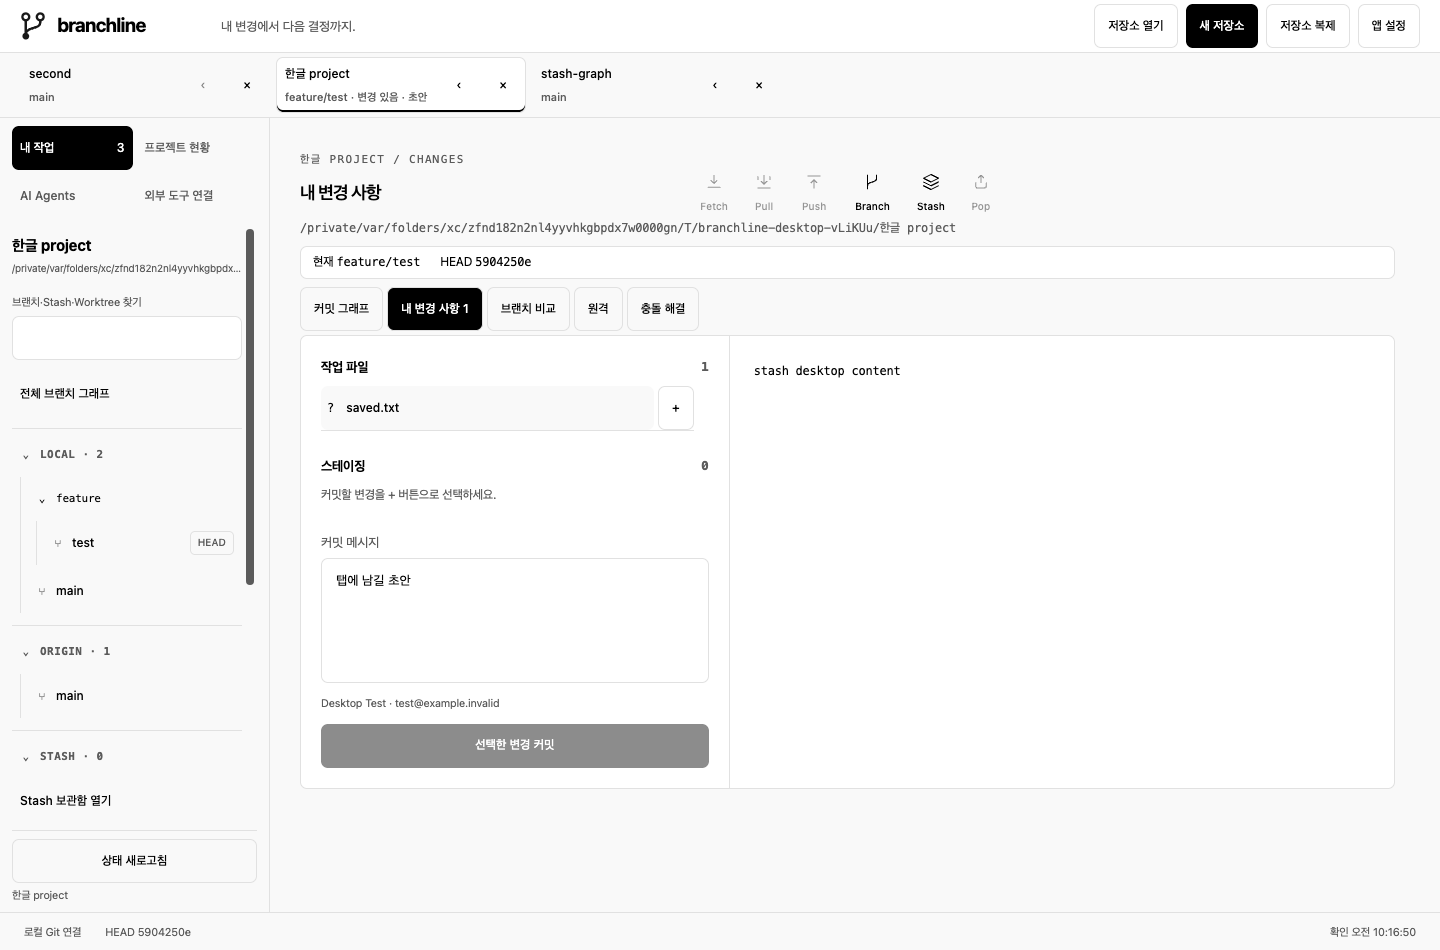 branchline
내 변경에서 다음 결정까지.
저장소 열기
새 저장소
저장소 복제
앱 설정
second
main
‹
×
한글 project
feature/test · 변경 있음 · 초안
‹
×
stash-graph
main
‹
×
내 작업 3
프로젝트 현황
AI Agents
외부 도구 연결
한글 project
/private/var/folders/xc/zfnd182n2nl4yyvhkgbpdx...
브랜치·Stash·Worktree 찾기
전체 브랜치 그래프
LOCAL · 2
feature
test HEAD
main
ORIGIN · 1
main
STASH · 0
Stash 보관함 열기
상태 새로고침
한글 project
한글 PROJECT / CHANGES
내 변경 사항
Fetch
Pull
Push
Branch
Stash
Pop
/private/var/folders/xc/zfnd182n2nl4yyvhkgbpdx7w0000gn/T/branchline-desktop-vLiKUu/한글 project
현재 feature/test HEAD 5904250e
커밋 그래프
내 변경 사항 1
브랜치 비교
원격
충돌 해결
작업 파일 1
? saved.txt +
스테이징 0
커밋할 변경을 + 버튼으로 선택하세요.
커밋 메시지
탭에 남길 초안
Desktop Test · test@example.invalid
선택한 변경 커밋
stash desktop content
로컬 Git 연결
HEAD 5904250e
확인 오전 10:16:50